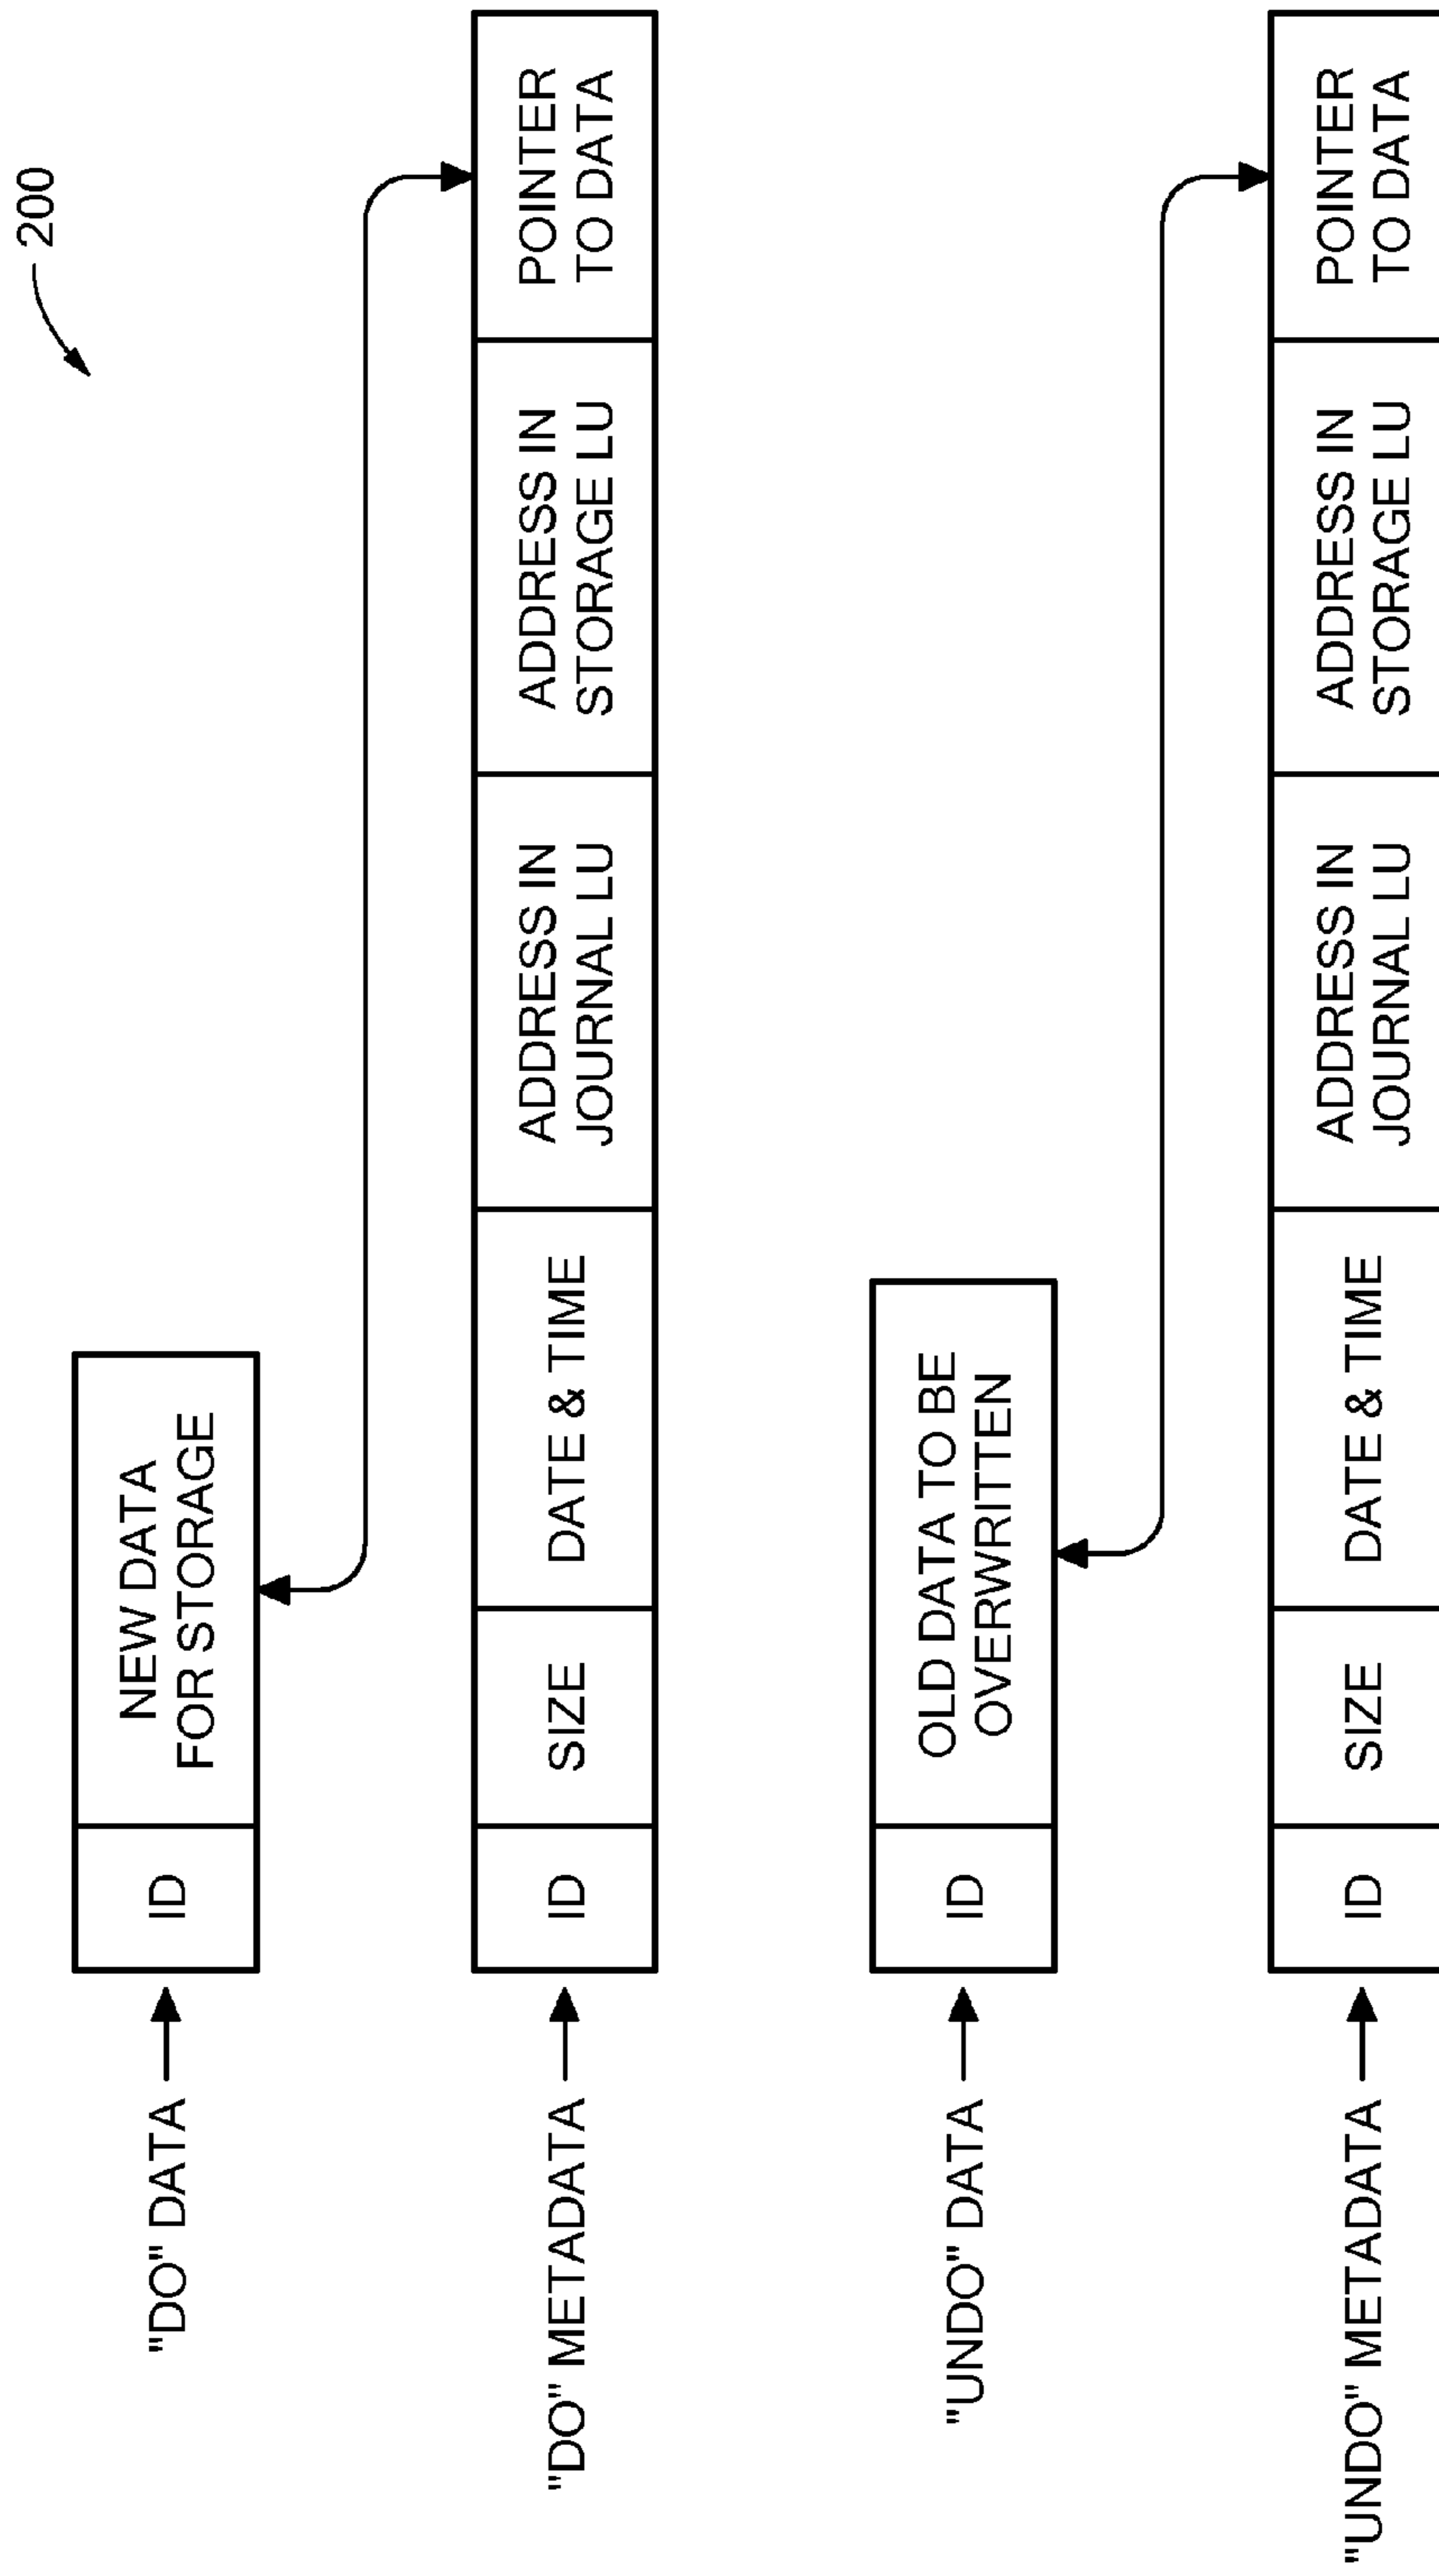 200
"DO" DATA
ID
NEW DATA
FOR STORAGE
"DO" METADATA
ID
SIZE
DATE & TIME
ADDRESS IN
JOURNAL LU
ADDRESS IN
STORAGE LU
POINTER
TO DATA
"UNDO" DATA
ID
OLD DATA TO BE
OVERWRITTEN
"UNDO" METADATA
ID
SIZE
DATE & TIME
ADDRESS IN
JOURNAL LU
ADDRESS IN
STORAGE LU
POINTER
TO DATA